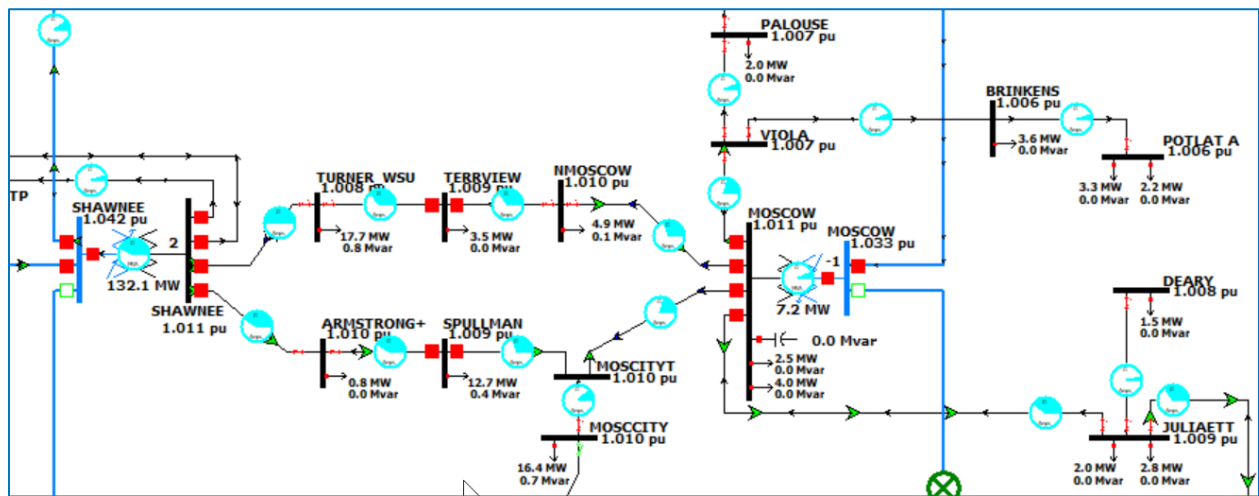 PALOUSE
1.007 pu
2.0 MW
0.0 Mvar
BRINKENS
1.006 pu
3.6 MW
0.0 Mvar
POTLAT A
1.006 pu
3.3 MW
0.0 Mvar
2.2 MW
0.0 Mvar
VIOLA
1.007 pu
TP
SHAWNEE
1.042 pu
2
132.1 MW
SHAWNEE
1.011 pu
TURNER_WSU
1.008 pu
17.7 MW
0.8 Mvar
TERRVIEW
1.009 pu
3.5 MW
0.0 Mvar
NMOSCOW
1.010 pu
4.9 MW
0.1 Mvar
MOSCOW
1.011 pu
MOSCOW
1.033 pu
-1
7.2 MW
0.0 Mvar
2.5 MW
0.0 Mvar
4.0 MW
0.0 Mvar
ARMSTRONG+
1.010 pu
0.8 MW
0.0 Mvar
SPULLMAN
1.009 pu
12.7 MW
0.4 Mvar
MOSCITYT
1.010 pu
MOSCCITY
1.010 pu
16.4 MW
0.7 Mvar
DEARY
1.008 pu
1.5 MW
0.0 Mvar
JULIAETT
1.009 pu
2.0 MW
0.0 Mvar
2.8 MW
0.0 Mvar